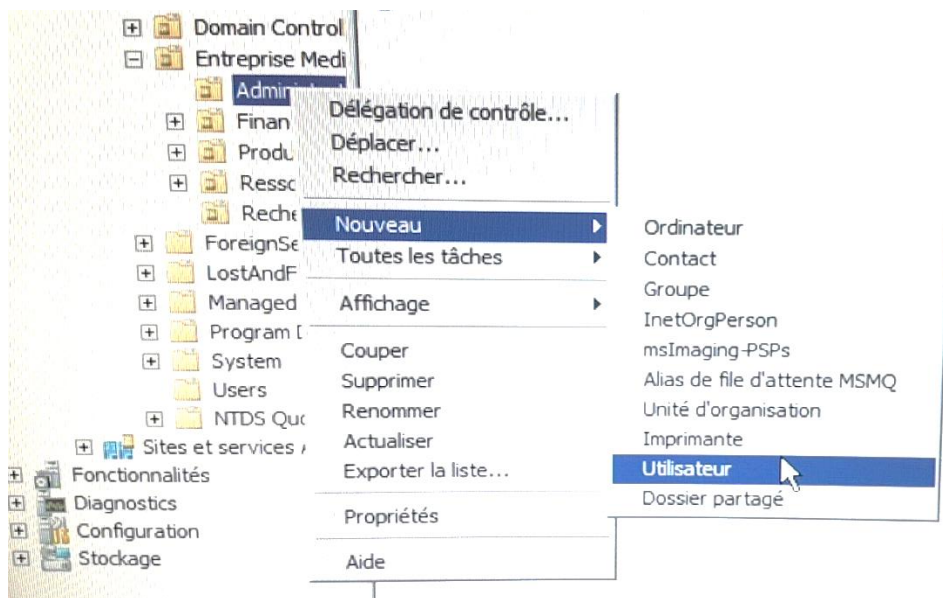 Domain Control
Entreprise Medi
Admini
Finan
Produ
Resso
Reche
ForeignSe
LostAndF
Managed
Program D
System
Users
NTDS Quo
Sites et services
Fonctionnalités
Diagnostics
Configuration
Stockage
Délégation de contrôle...
Déplacer...
Rechercher...
Nouveau
Toutes les tâches
Affichage
Couper
Supprimer
Renommer
Actualiser
Exporter la liste...
Propriétés
Aide
Ordinateur
Contact
Groupe
InetOrgPerson
msImaging-PSPs
Alias de file d'attente MSMQ
Unité d'organisation
Imprimante
Utilisateur
Dossier partagé